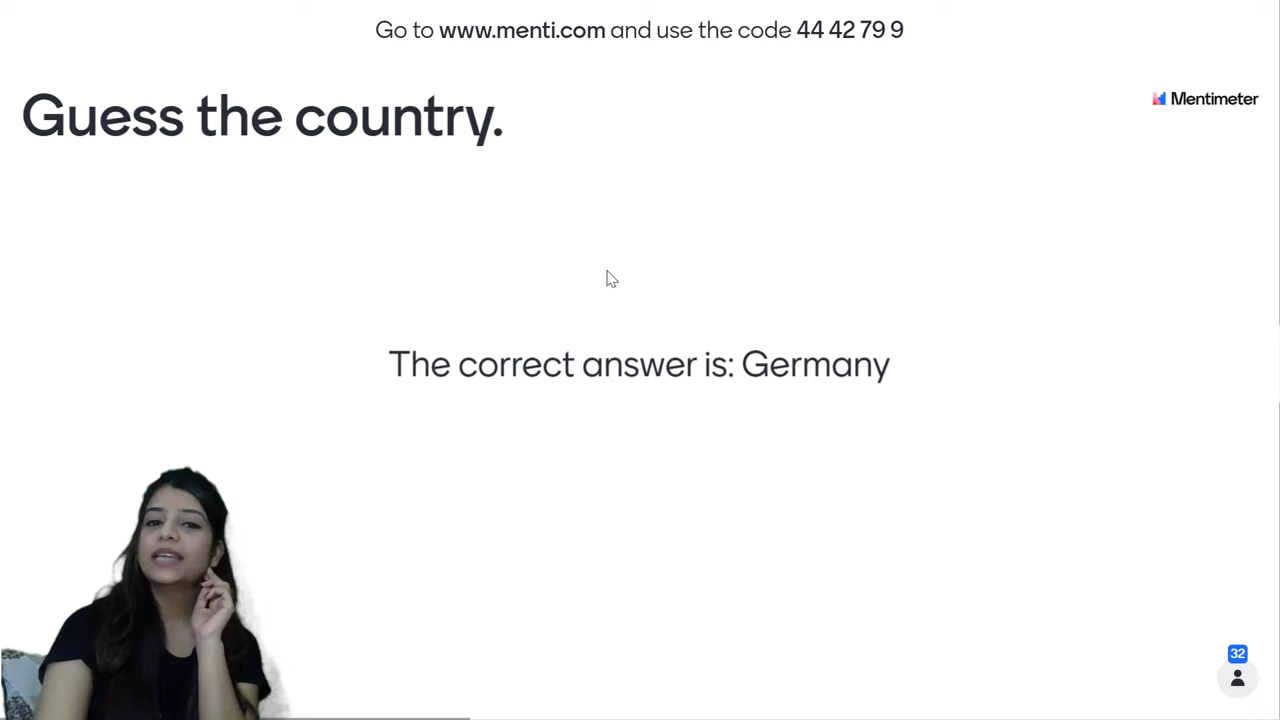 Go to www.menti.com and use the code 44 42 79 9
Guess the country.
Mentimeter
The correct answer is: Germany
32